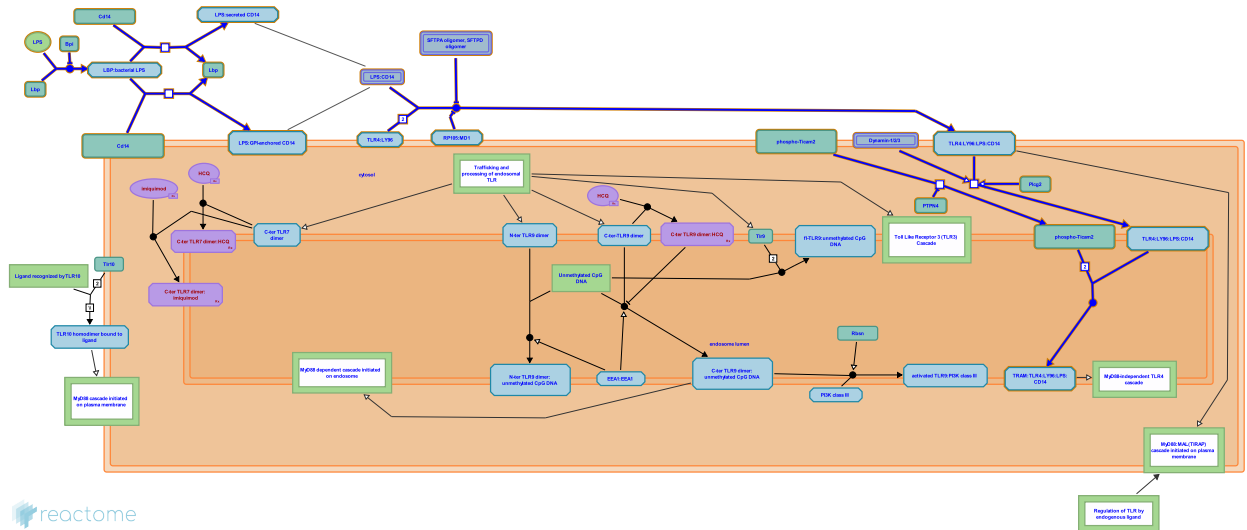 Cd14
LPS:secreted CD14
LPS
Bpi
SFTPA oligomer, SFTPD
oligomer
LBP:bacterial LPS
Lbp
LPS:CD14
Lbp
Cd14
LPS:GPI-anchored CD14
TLR4:LY96
RP105:MD1
phospho-Ticam2
Dynamin-1/2/3
TLR4:LY96:LPS:CD14
2
Trafficking and
processing of endosomal
TLR
cytosol
HCQ
imiquimod
HCQ
Plcg2
PTPN4
C-ter TLR7 dimer:HCQ
Rx
C-ter TLR7
dimer
N-ter TLR9 dimer
C-ter-TLR9 dimer
C-ter TLR9 dimer:HCQ
Rx
Tlr9
fl-TLR9:unmethylated CpG
DNA
Toll Like Receptor 3 (TLR3)
Cascade
phospho-Ticam2
TLR4:LY96:LPS:CD14
2
2
Ligand recognized by TLR10
Tlr10
Unmethylated CpG
DNA
C-ter TLR7 dimer:
imiquimod
Rx
2
TLR10 homodimer bound to
ligand
endosome lumen
Rbsn
MyD88 dependent cascade initiated
on endosome
N-ter TLR9 dimer:
unmethylated CpG DNA
EEA1:EEA1
C-ter TLR9 dimer:
unmethylated CpG DNA
PI3K class III
activated TLR9:PI3K class III
TRAM:TLR4:LY96:LPS:
CD14
MyD88-independent TLR4
cascade
MyD88 cascade initiated
on plasma membrane
MyD88:MAL(TIRAP)
cascade initiated on plasma
membrane
Regulation of TLR by
endogenous ligand
reactome